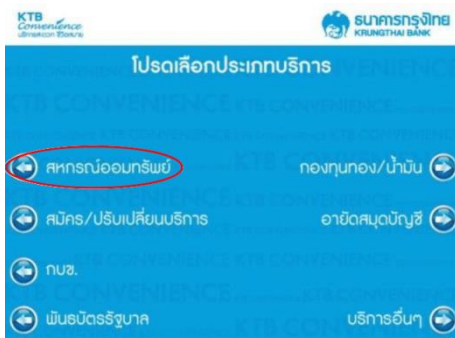 KTB
Convenience
ธนาคารกรุงไทย
KRUNGTHAI BANK
โปรดเลือกประเภทบริการ
สหกรณ์ออมทรัพย์
กองทุนทอง/น้ำมัน
สมัคร/ปรับเปลี่ยนบริการ
อายัดสมุดบัญชี
กบข.
พันธบัตรรัฐบาล
บริการอื่นๆ